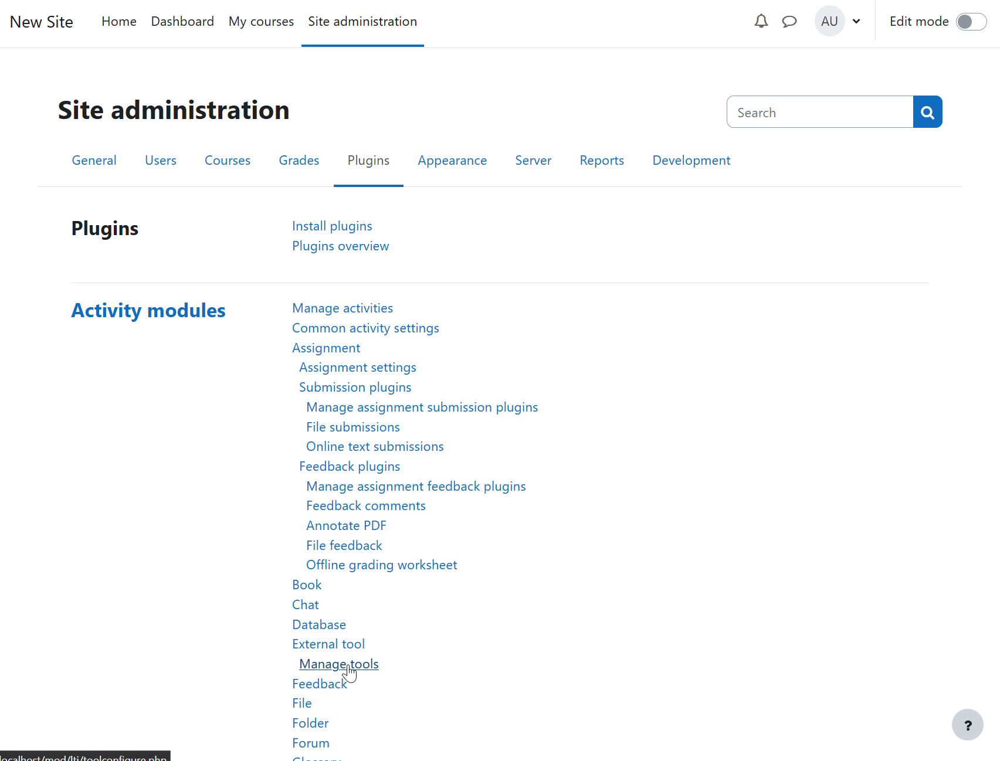 New Site Home Dashboard My courses Site administration AU Edit mode
Site administration Search
General Users Courses Grades Plugins Appearance Server Reports Development
Plugins Install plugins
Plugins overview
Activity modules Manage activities
Common activity settings
Assignment
Assignment settings
Submission plugins
Manage assignment submission plugins
File submissions
Online text submissions
Feedback plugins
Manage assignment feedback plugins
Feedback comments
Annotate PDF
File feedback
Offline grading worksheet
Book
Chat
Database
External tool
Manage tools
Feedback
File
Folder
?
Forum
Glossary
localhost/mod/lti/toolconfigure.php